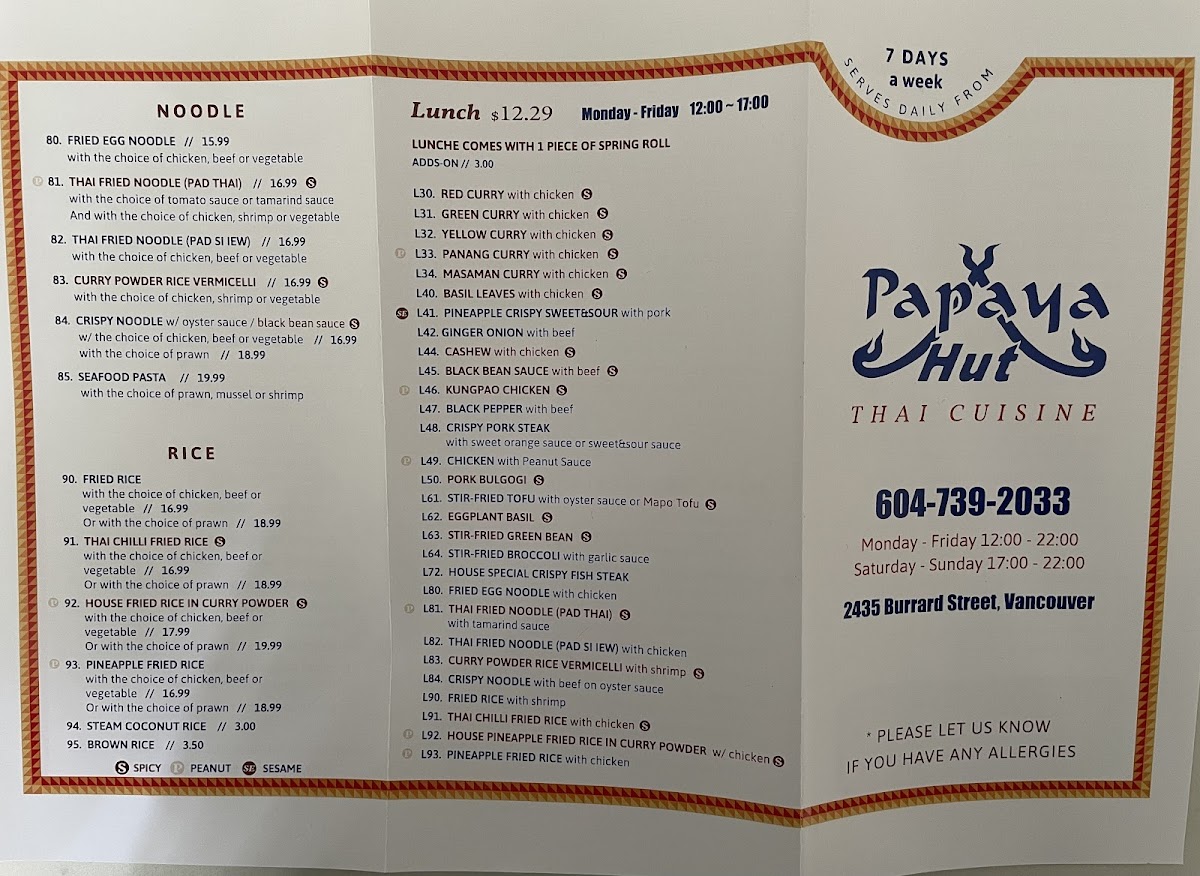 NOODLE
80. FRIED EGG NOODLE // 15.99
with the choice of chicken, beef or vegetable
P 81. THAI FRIED NOODLE (PAD THAI) // 16.99 S
with the choice of tomato sauce or tamarind sauce
And with the choice of chicken, shrimp or vegetable
82. THAI FRIED NOODLE (PAD SI IEW) // 16.99
with the choice of chicken, beef or vegetable
83. CURRY POWDER RICE VERMICELLI // 16.99 S
with the choice of chicken, shrimp or vegetable
84. CRISPY NOODLE w/ oyster sauce / black bean sauce S
w/ the choice of chicken, beef or vegetable // 16.99
with the choice of prawn // 18.99
85. SEAFOOD PASTA // 19.99
with the choice of prawn, mussel or shrimp
RICE
90. FRIED RICE
with the choice of chicken, beef or
vegetable // 16.99
Or with the choice of prawn // 18.99
91. THAI CHILLI FRIED RICE S
with the choice of chicken, beef or
vegetable // 16.99
Or with the choice of prawn // 18.99
P 92. HOUSE FRIED RICE IN CURRY POWDER S
with the choice of chicken, beef or
vegetable // 17.99
Or with the choice of prawn // 19.99
P 93. PINEAPPLE FRIED RICE
with the choice of chicken, beef or
vegetable // 16.99
Or with the choice of prawn // 18.99
94. STEAM COCONUT RICE // 3.00
95. BROWN RICE // 3.50
S SPICY P PEANUT SE SESAME
Lunch $12.29 Monday - Friday 12:00 ~ 17:00
LUNCHE COMES WITH 1 PIECE OF SPRING ROLL
ADDS-ON // 3.00
L30. RED CURRY with chicken S
L31. GREEN CURRY with chicken S
L32. YELLOW CURRY with chicken S
P L33. PANANG CURRY with chicken S
L34. MASAMAN CURRY with chicken S
L40. BASIL LEAVES with chicken S
SE L41. PINEAPPLE CRISPY SWEET&SOUR with pork
L42. GINGER ONION with beef
L44. CASHEW with chicken S
L45. BLACK BEAN SAUCE with beef S
P L46. KUNGPAO CHICKEN S
L47. BLACK PEPPER with beef
L48. CRISPY PORK STEAK
with sweet orange sauce or sweet&sour sauce
P L49. CHICKEN with Peanut Sauce
L50. PORK BULGOGI S
L61. STIR-FRIED TOFU with oyster sauce or Mapo Tofu S
L62. EGGPLANT BASIL S
L63. STIR-FRIED GREEN BEAN S
L64. STIR-FRIED BROCCOLI with garlic sauce
L72. HOUSE SPECIAL CRISPY FISH STEAK
L80. FRIED EGG NOODLE with chicken
P L81. THAI FRIED NOODLE (PAD THAI) S
with tamarind sauce
L82. THAI FRIED NOODLE (PAD SI IEW) with chicken
L83. CURRY POWDER RICE VERMICELLI with shrimp S
L84. CRISPY NOODLE with beef on oyster sauce
L90. FRIED RICE with shrimp
L91. THAI CHILLI FRIED RICE with chicken S
P L92. HOUSE PINEAPPLE FRIED RICE IN CURRY POWDER w/ chicken S
P L93. PINEAPPLE FRIED RICE with chicken
7 DAYS
a week
SERVES DAILY FROM
Papaya
Hut
THAI CUISINE
604-739-2033
Monday - Friday 12:00 - 22:00
Saturday - Sunday 17:00 - 22:00
2435 Burrard Street, Vancouver
* PLEASE LET US KNOW
IF YOU HAVE ANY ALLERGIES